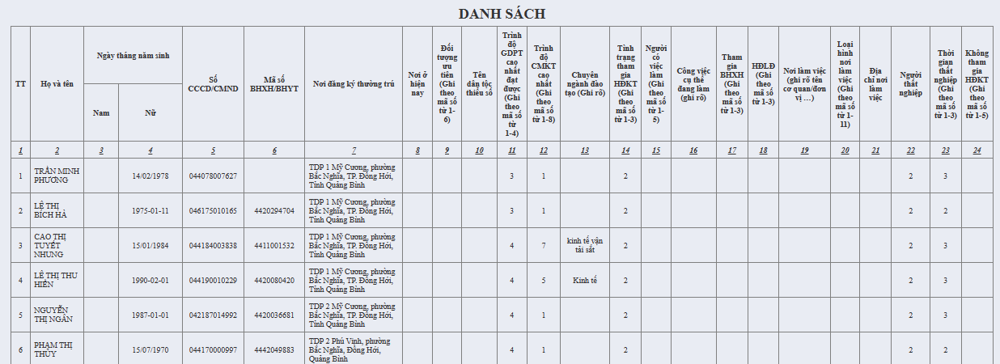 DANH SÁCH
TT Họ và tên Ngày tháng năm sinh Số CCCD/CMND Mã số BHXH/BHYT Nơi đăng ký thường trú Nơi ở hiện nay Đối tượng ưu tiên (Ghi theo mã số từ 1-6) Tên dân tộc thiểu số Trình độ GDPT cao nhất đạt được (Ghi theo mã số từ 1-4) Trình độ CMKT cao nhất (Ghi theo mã số từ 1-8) Chuyên ngành đào tạo (Ghi rõ) Tình trạng tham gia HĐKT (Ghi theo mã số từ 1-3) Người có việc làm (Ghi theo mã số từ 1-5) Công việc cụ thể đang làm (ghi rõ) Tham gia BHXH (Ghi theo mã số từ 1-3) HĐLĐ (Ghi theo mã số từ 1-3) Nơi làm việc (ghi rõ tên cơ quan/đơn vị ...) Loại hình nơi làm việc (Ghi theo mã số từ 1-11) Địa chỉ nơi làm việc Người thất nghiệp Thời gian thất nghiệp (Ghi theo mã số từ 1-3) Không tham gia HĐKT (Ghi theo mã số từ 1-5)
Nam Nữ
1 2 3 4 5 6 7 8 9 10 11 12 13 14 15 16 17 18 19 20 21 22 23 24
1 TRẦN MINH PHƯƠNG 14/02/1978 044078007627 TDP 1 Mỹ Cương, phường Bắc Nghĩa, TP. Đồng Hới, Tỉnh Quảng Bình 3 1 2 2 3
2 LÊ THỊ BÍCH HÀ 1975-01-11 046175010165 4420294704 TDP 1 Mỹ Cương, phường Bắc Nghĩa, TP. Đồng Hới, Tỉnh Quảng Bình 3 1 2 2 2
3 CAO THỊ TUYẾT NHUNG 15/01/1984 044184003838 4411001532 TDP 1 Mỹ Cương, phường Bắc Nghĩa, TP. Đồng Hới, Tỉnh Quảng Bình 4 7 kinh tế vận tải sắt 2 2 3
4 LÊ THỊ THU HIỀN 1990-02-01 044190010229 4420080420 TDP 1 Mỹ Cương, phường Bắc Nghĩa, TP. Đồng Hới, Tỉnh Quảng Bình 4 5 Kinh tế 2 2 3
5 NGUYỄN THỊ NGÂN 1987-01-01 042187014992 4420036681 TDP 2 Mỹ Cương, phường Bắc Nghĩa, TP. Đồng Hới, Tỉnh Quảng Bình 4 1 2 2 3
6 PHẠM THỊ THỦY 15/07/1970 044170000997 4442049883 TDP 2 Phú Vinh, phường Bắc Nghĩa, Đồng Hới, Quảng Bình 4 1 2 2 2